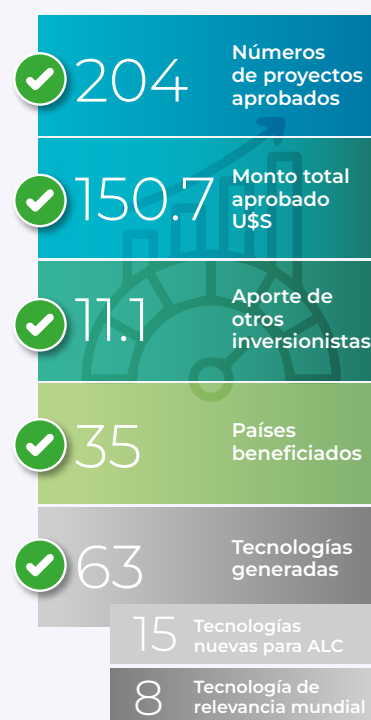 204
Números
de proyectos
aprobados
150.7
Monto total
aprobado
U$S
11.1
Aporte de
otros
inversionistas
35
Países
beneficiados
63
Tecnologías
generadas
15
Tecnologías
nuevas para ALC
8
Tecnología de
relevancia mundial